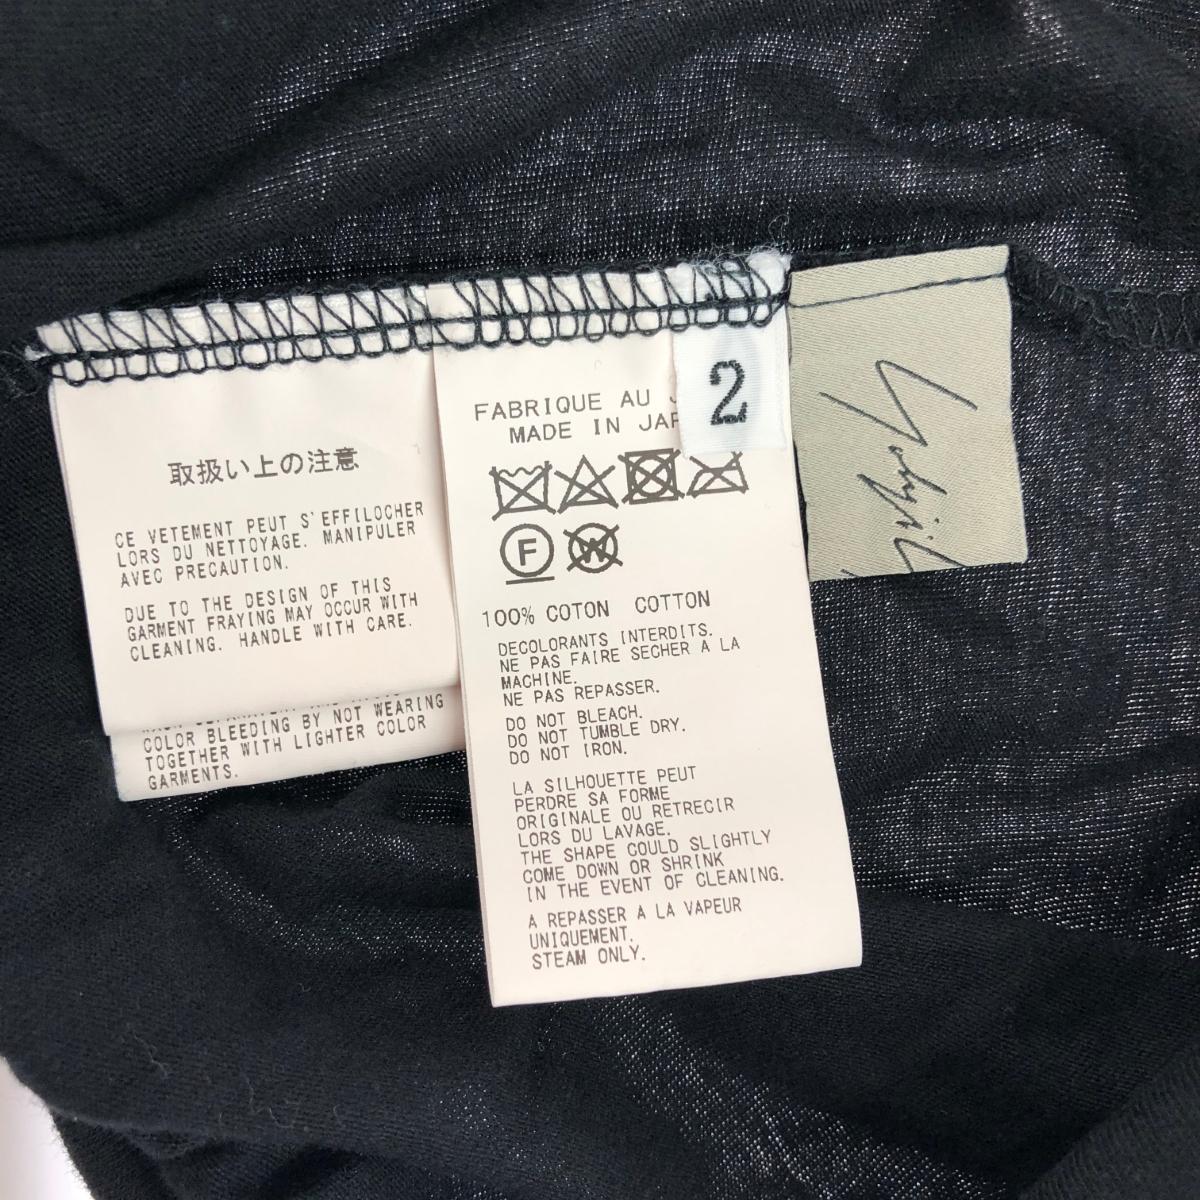 取扱い上の注意
CE VETEMENT PEUT S'EFFILOCHER
LORS DU NETTOYAGE. MANIPULER
AVEC PRECAUTION.
DUE TO THE DESIGN OF THIS
GARMENT FRAYING MAY OCCUR WITH
CLEANING. HANDLE WITH CARE.
COLOR BLEEDING BY NOT WEARING
TOGETHER WITH LIGHTER COLOR
GARMENTS.
FABRIQUE AU
MADE IN JAP
2
F
W
100% COTON COTTON
DECOLORANTS INTERDITS.
NE PAS FAIRE SECHER A LA
MACHINE.
NE PAS REPASSER.
DO NOT BLEACH.
DO NOT TUMBLE DRY.
DO NOT IRON.
LA SILHOUETTE PEUT
PERDRE SA FORME
ORIGINALE OU RETRECIR
LORS DU LAVAGE.
THE SHAPE COULD SLIGHTLY
COME DOWN OR SHRINK
IN THE EVENT OF CLEANING.
A REPASSER A LA VAPEUR
UNIQUEMENT.
STEAM ONLY.
Yohji